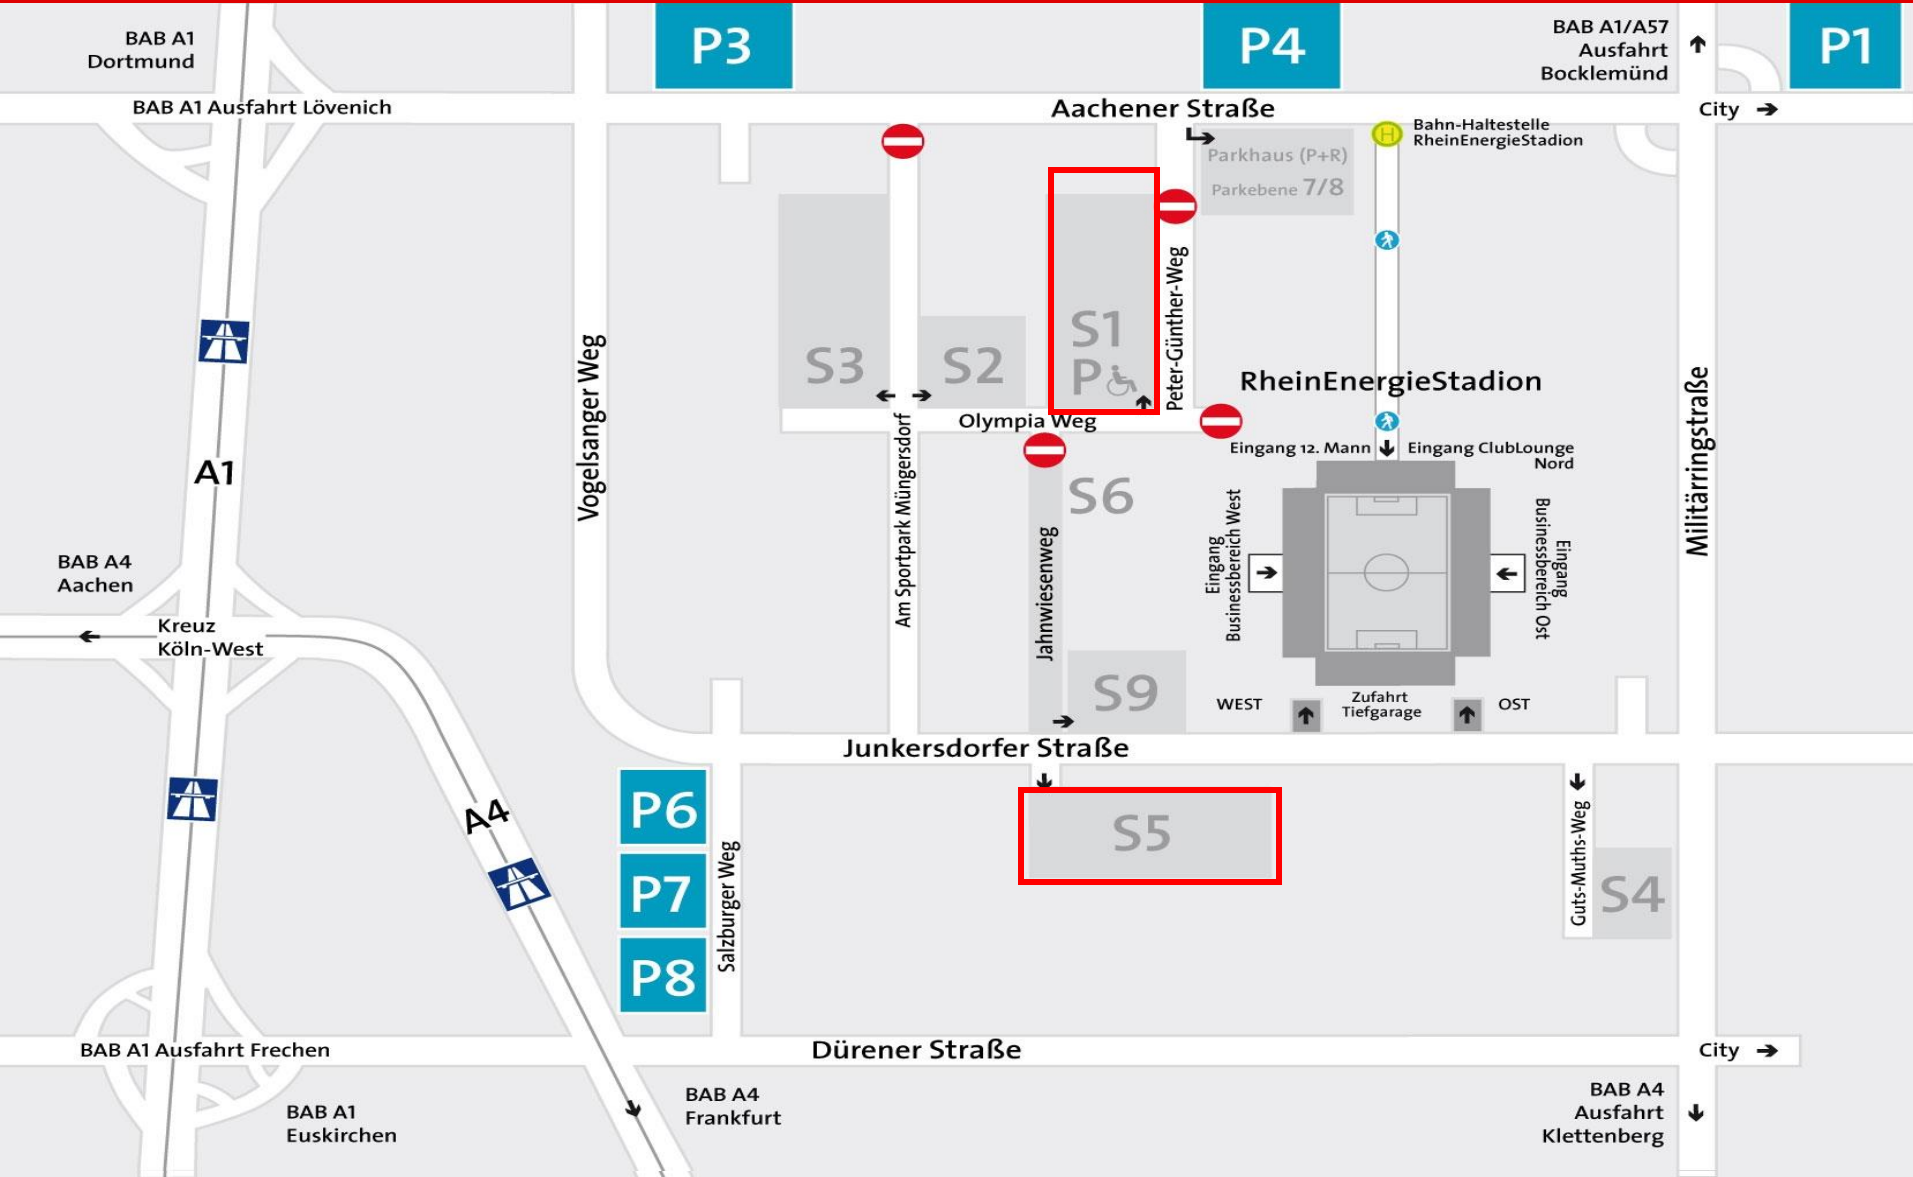 P3
P4
P1
BAB A1
Dortmund
BAB A1/A57
Ausfahrt
Bocklemünd
BAB A1 Ausfahrt Lövenich
Aachener Straße
City
H
Bahn-Haltestelle
RheinEnergieStadion
Parkhaus (P+R)
Parkebene 7/8
S3
S2
S1
P
Peter-Günther-Weg
Vogelsanger Weg
RheinEnergieStadion
Militärringstraße
Olympia Weg
Am Sportpark Müngersdorf
Eingang 12. Mann
Eingang ClubLounge
Nord
A1
S6
Jahnwiesenweg
Eingang
Businessbereich West
Eingang
Businessbereich Ost
BAB A4
Aachen
Kreuz
Köln-West
S9
WEST
Zufahrt
Tiefgarage
OST
Junkersdorfer Straße
P6
P7
P8
A4
Salzburger Weg
S5
Guts-Muths-Weg
S4
BAB A1 Ausfahrt Frechen
Dürener Straße
City
BAB A1
Euskirchen
BAB A4
Frankfurt
BAB A4
Ausfahrt
Klettenberg